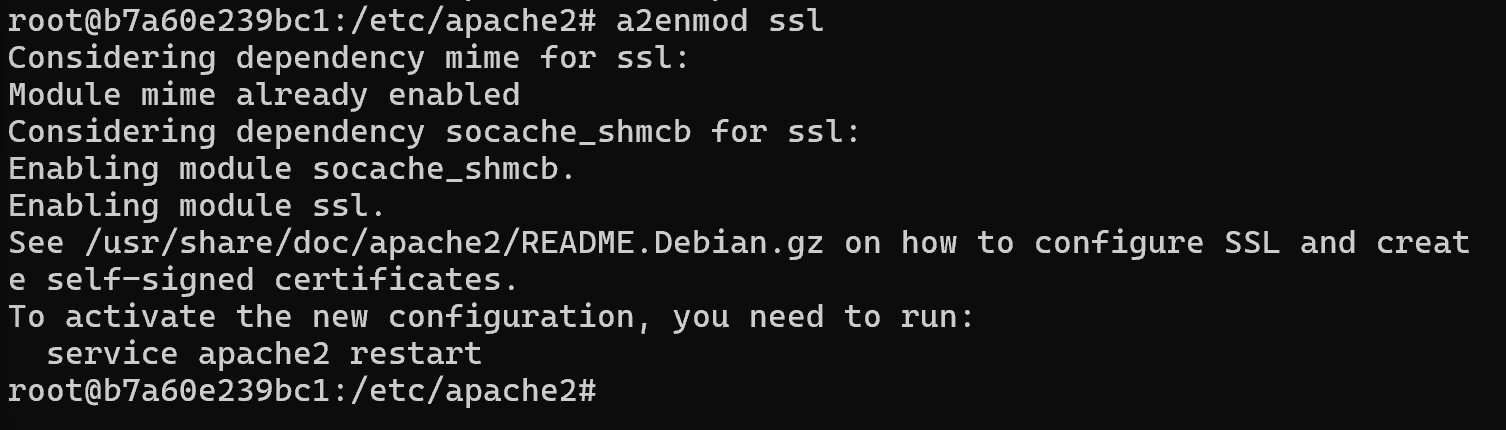 root@b7a60e239bc1:/etc/apache2# a2enmod ssl
Considering dependency mime for ssl:
Module mime already enabled
Considering dependency socache_shmcb for ssl:
Enabling module socache_shmcb.
Enabling module ssl.
See /usr/share/doc/apache2/README.Debian.gz on how to configure SSL and creat
e self-signed certificates.
To activate the new configuration, you need to run:
  service apache2 restart
root@b7a60e239bc1:/etc/apache2#